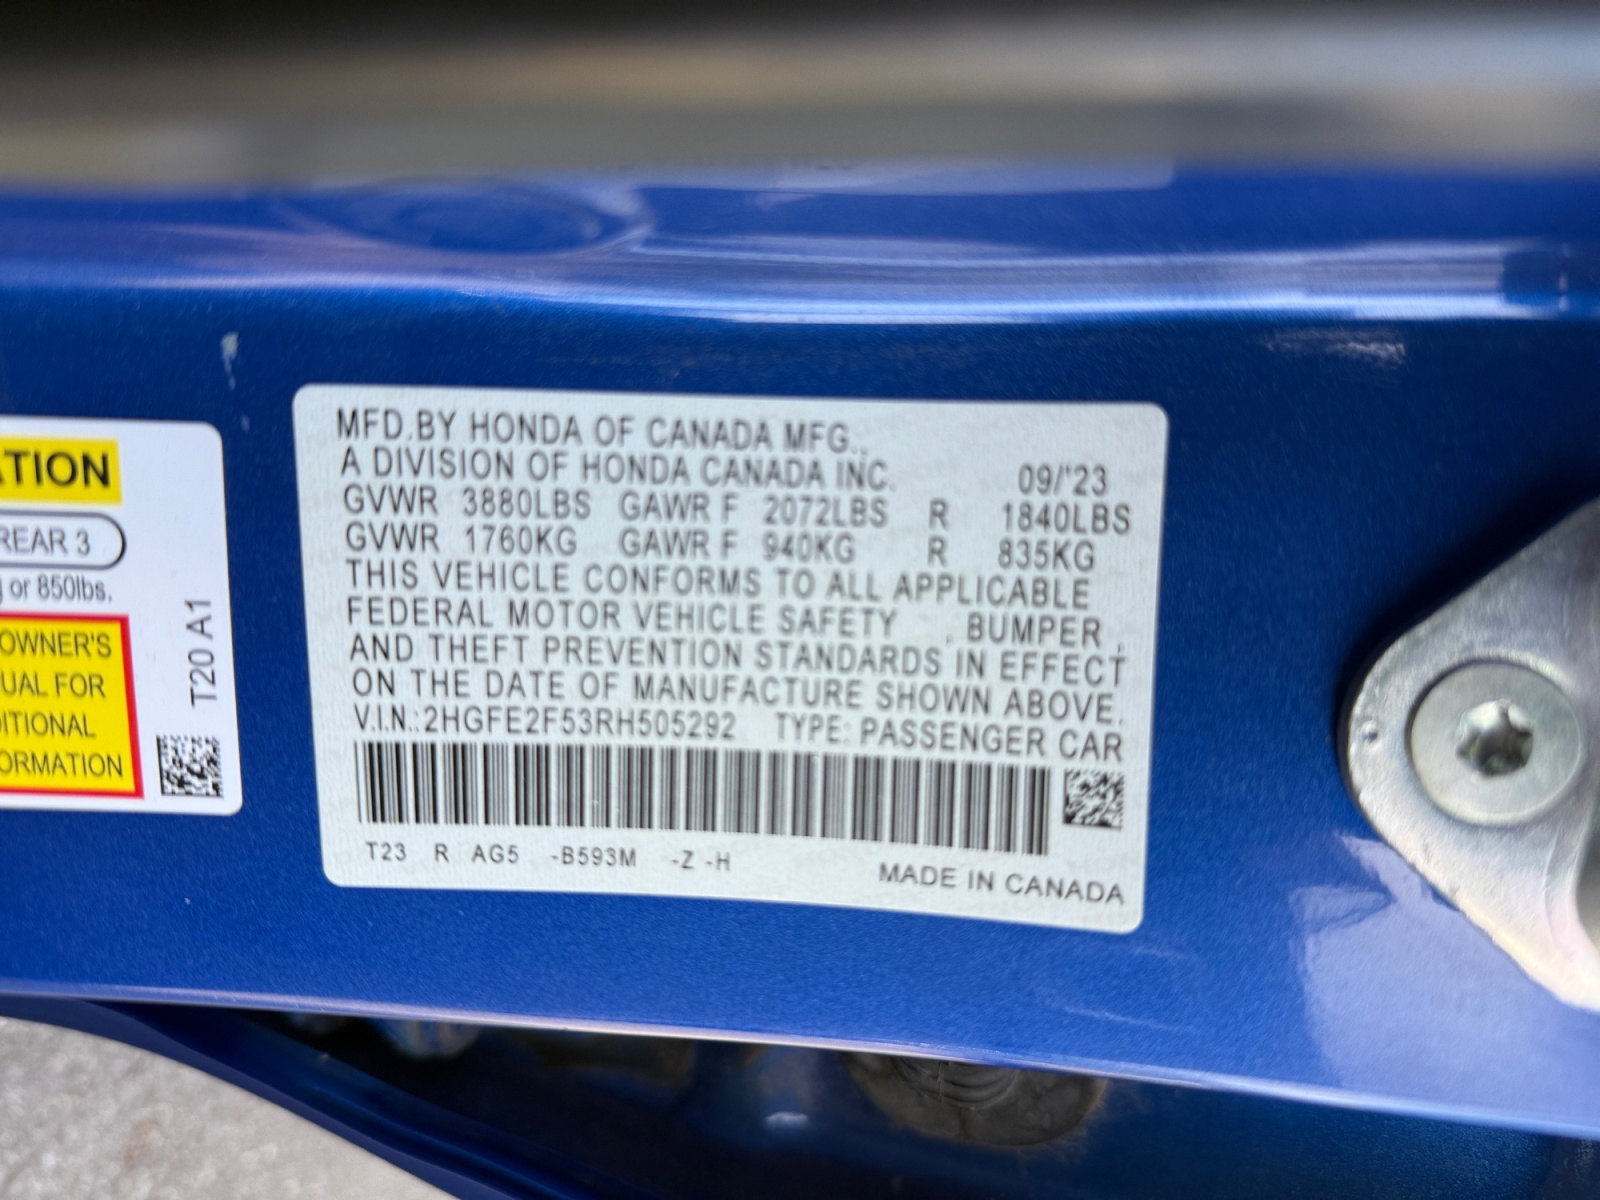 ATION
REAR 3
g or 850lbs.
OWNER'S
UAL FOR
DITIONAL
ORMATION
T20 A1
MFD.BY HONDA OF CANADA MFG.,
A DIVISION OF HONDA CANADA INC. 09/'23
GVWR 3880LBS GAWR F 2072LBS R 1840LBS
GVWR 1760KG GAWR F 940KG R 835KG
THIS VEHICLE CONFORMS TO ALL APPLICABLE
FEDERAL MOTOR VEHICLE SAFETY , BUMPER ,
AND THEFT PREVENTION STANDARDS IN EFFECT
ON THE DATE OF MANUFACTURE SHOWN ABOVE.
V.I.N.:2HGFE2F53RH505292 TYPE: PASSENGER CAR
T23 R AG5 -B593M -Z -H
MADE IN CANADA